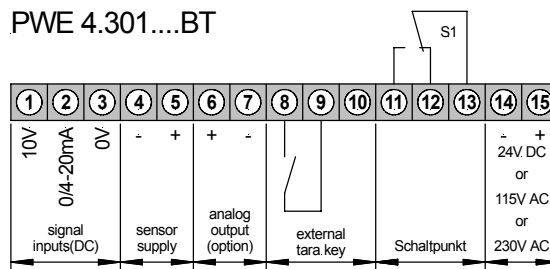 PWE 4.301....BT
S1
1 2 3 4 5 6 7 8 9 10 11 12 13 14 15
10V
0/4-20mA
0V
- +
+ -
- +
24V DC
or
115V AC
or
230V AC
signal
inputs(DC)
sensor
supply
analog
output
(option)
external
tara.key
Schaltpunkt